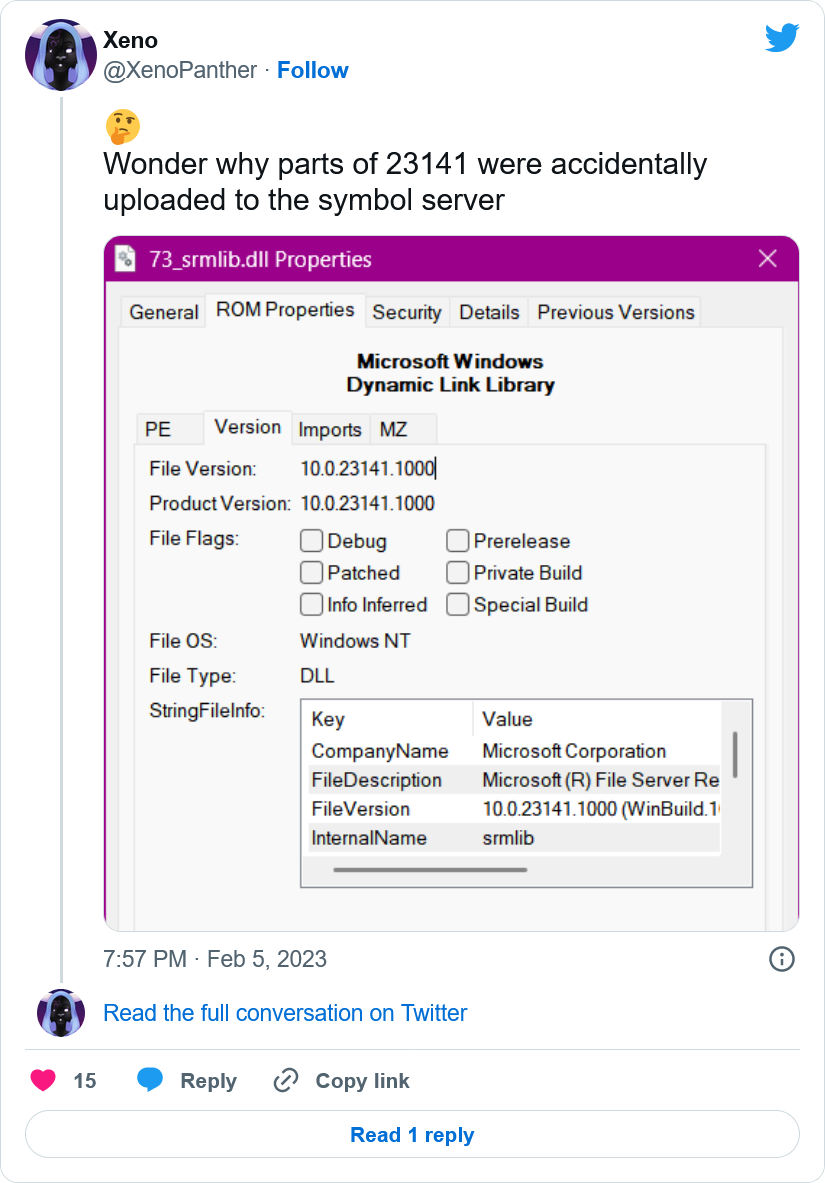 Xeno
@XenoPanther · Follow
🤔
Wonder why parts of 23141 were accidentally
uploaded to the symbol server
73_srmlib.dll Properties
General ROM Properties Security Details Previous Versions
Microsoft Windows
Dynamic Link Library
PE Version Imports MZ
File Version: 10.0.23141.1000
Product Version: 10.0.23141.1000
File Flags: Debug Prerelease
Patched Private Build
Info Inferred Special Build
File OS: Windows NT
File Type: DLL
StringFileInfo:
Key Value
CompanyName Microsoft Corporation
FileDescription Microsoft (R) File Server Re
FileVersion 10.0.23141.1000 (WinBuild.1
InternalName srmlib
7:57 PM · Feb 5, 2023
Read the full conversation on Twitter
15 Reply Copy link
Read 1 reply